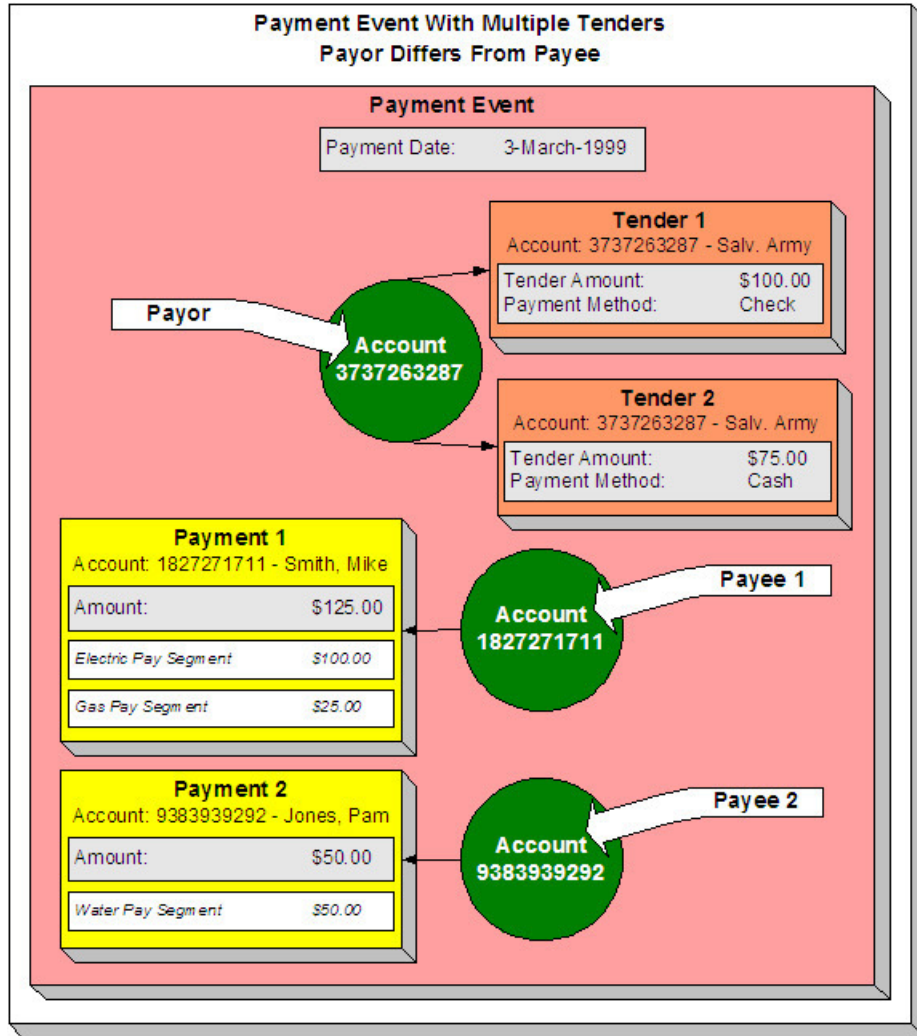 Payment Event With Multiple Tenders
Payor Differs From Payee
Payment Event
Payment Date: 3-March-1999
Tender 1
Account: 3737263287 - Salv. Army
Tender Amount: $100.00
Payment Method: Check
Payor
Account
3737263287
Tender 2
Account: 3737263287 - Salv. Army
Tender Amount: $75.00
Payment Method: Cash
Payment 1
Account: 1827271711 - Smith, Mike
Amount: $125.00
Electric Pay Segment $100.00
Gas Pay Segment $25.00
Payee 1
Account
1827271711
Payment 2
Account: 9383939292 - Jones, Pam
Amount: $50.00
Water Pay Segment $50.00
Payee 2
Account
9383939292